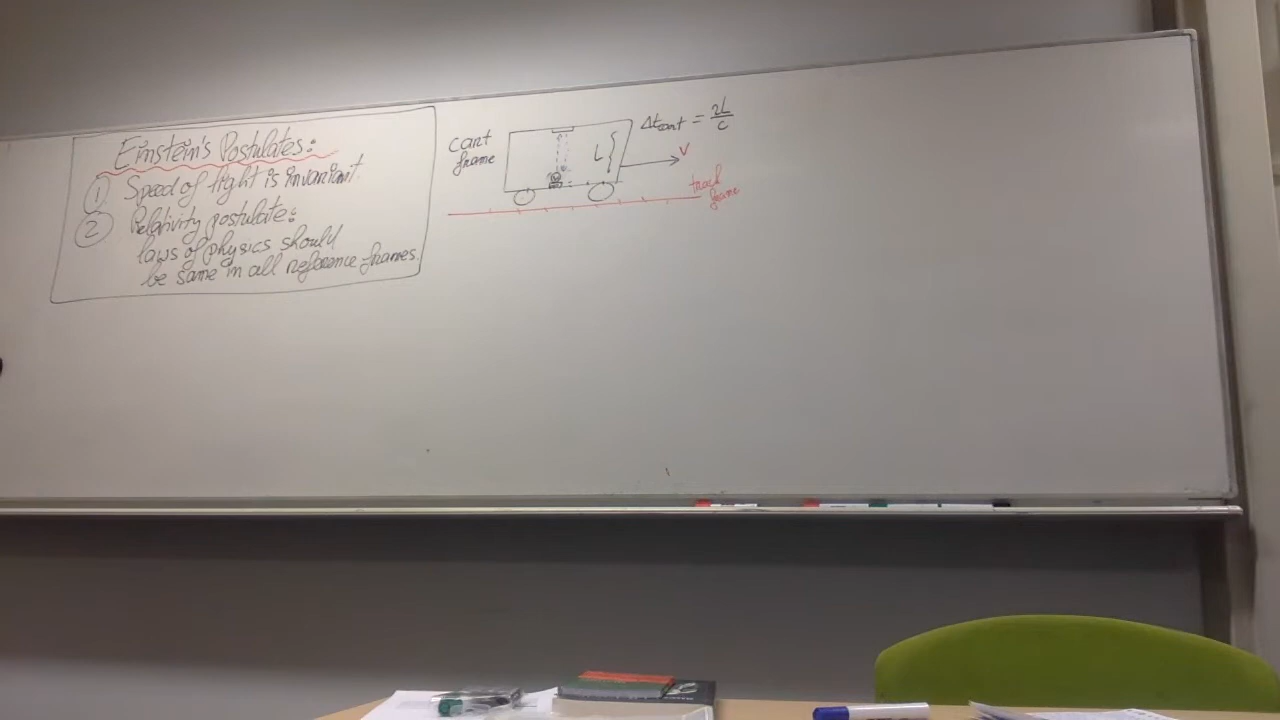 Einstein's Postulates:
① Speed of light is invariant.
② Relativity postulate:
laws of physics should
be same in all reference frames.
cart
frame
L
Δtcart = 2L/c
V
track
frame